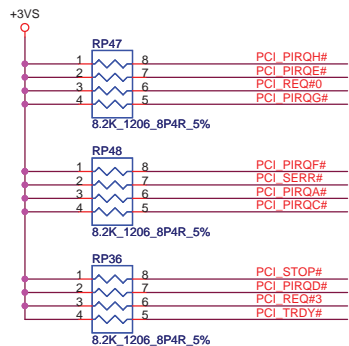 +3VS
RP47
1 8 PCI_PIRQH#
2 7 PCI_PIRQE#
3 6 PCI_REQ#0
4 5 PCI_PIRQG#
8.2K_1206_8P4R_5%
RP48
1 8 PCI_PIRQF#
2 7 PCI_SERR#
3 6 PCI_PIRQA#
4 5 PCI_PIRQC#
8.2K_1206_8P4R_5%
RP36
1 8 PCI_STOP#
2 7 PCI_PIRQD#
3 6 PCI_REQ#3
4 5 PCI_TRDY#
8.2K_1206_8P4R_5%